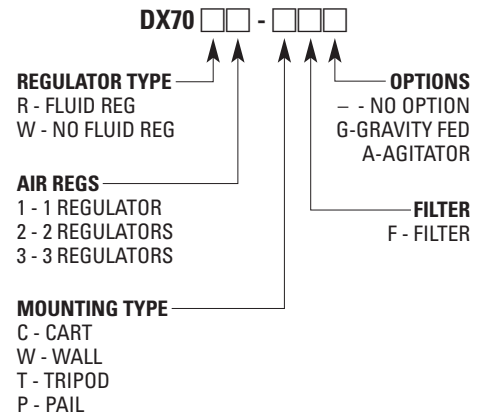 DX70 □□ - □□□
REGULATOR TYPE
R - FLUID REG
W - NO FLUID REG
AIR REGS
1 - 1 REGULATOR
2 - 2 REGULATORS
3 - 3 REGULATORS
MOUNTING TYPE
C - CART
W - WALL
T - TRIPOD
P - PAIL
OPTIONS
– - NO OPTION
G-GRAVITY FED
A-AGITATOR
FILTER
F - FILTER